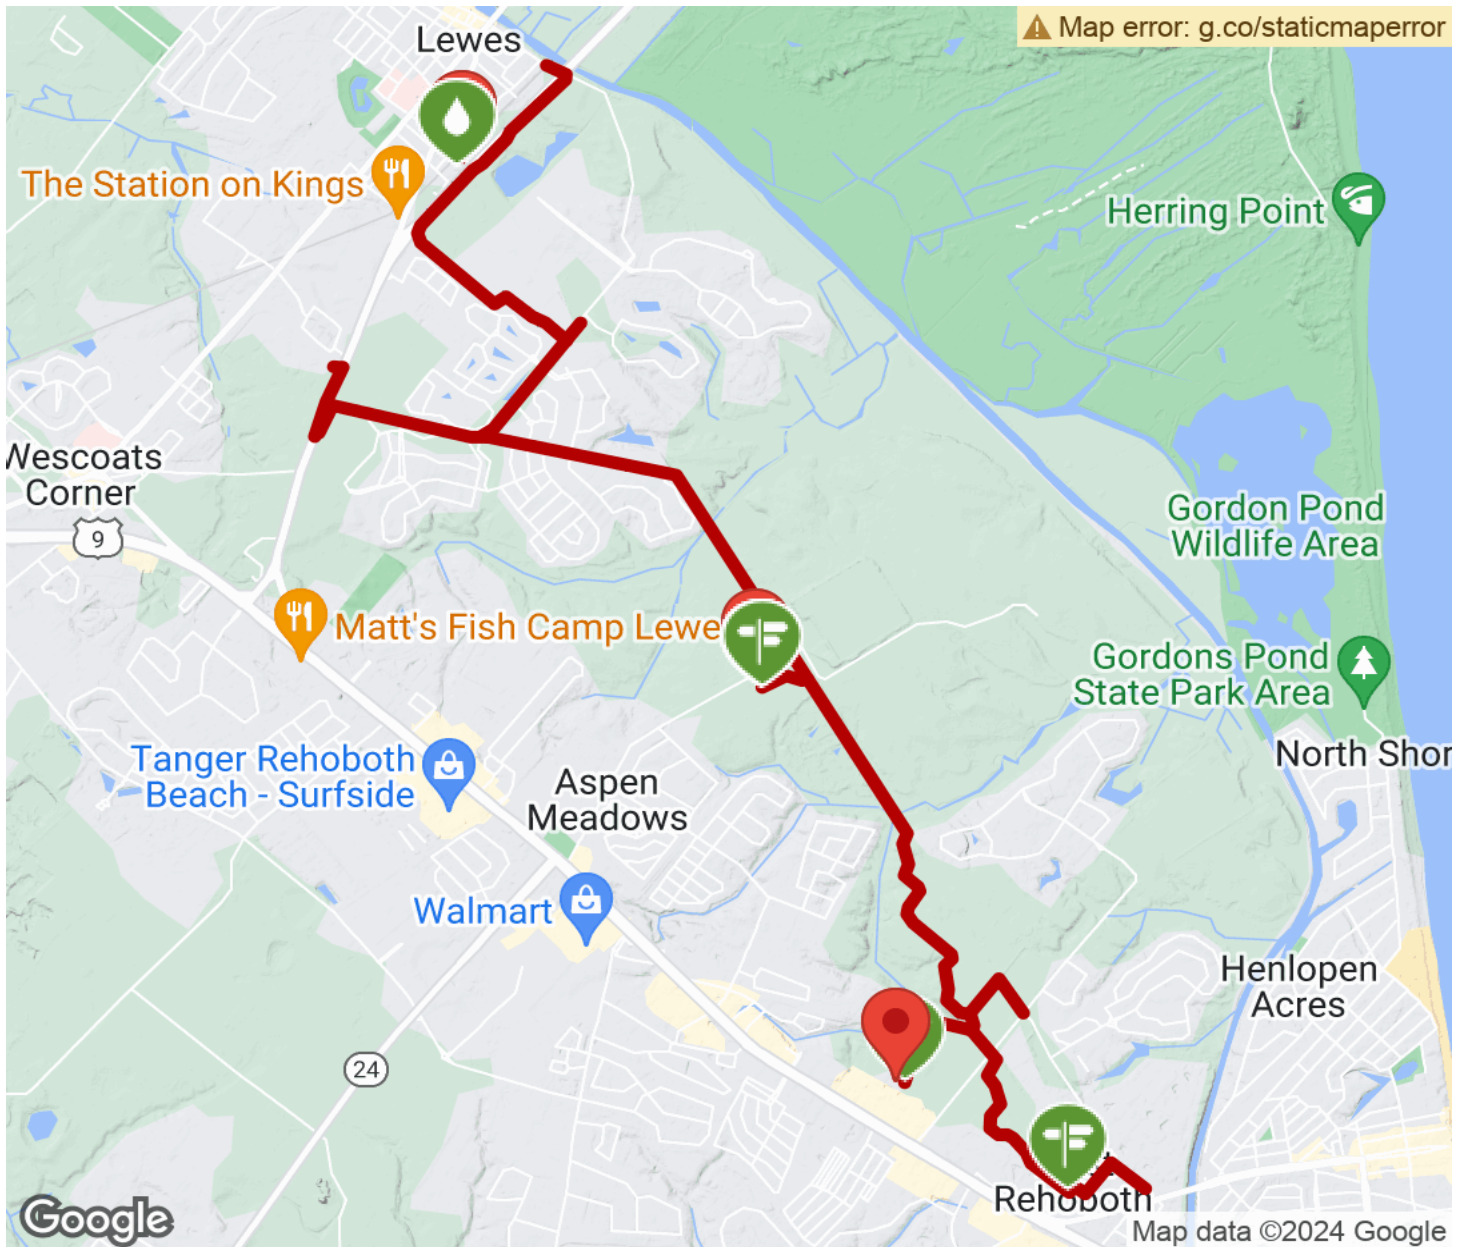 Lewes
Map error: g.co/staticmaperror
The Station on Kings
Herring Point
Wescoats
Corner
9
Gordon Pond
Wildlife Area
Matt's Fish Camp Lewe
Gordons Pond
State Park Area
North Shor
Tanger Rehoboth
Beach - Surfside
Aspen
Meadows
Walmart
Henlopen
Acres
24
Rehoboth
Google
Map data ©2024 Google